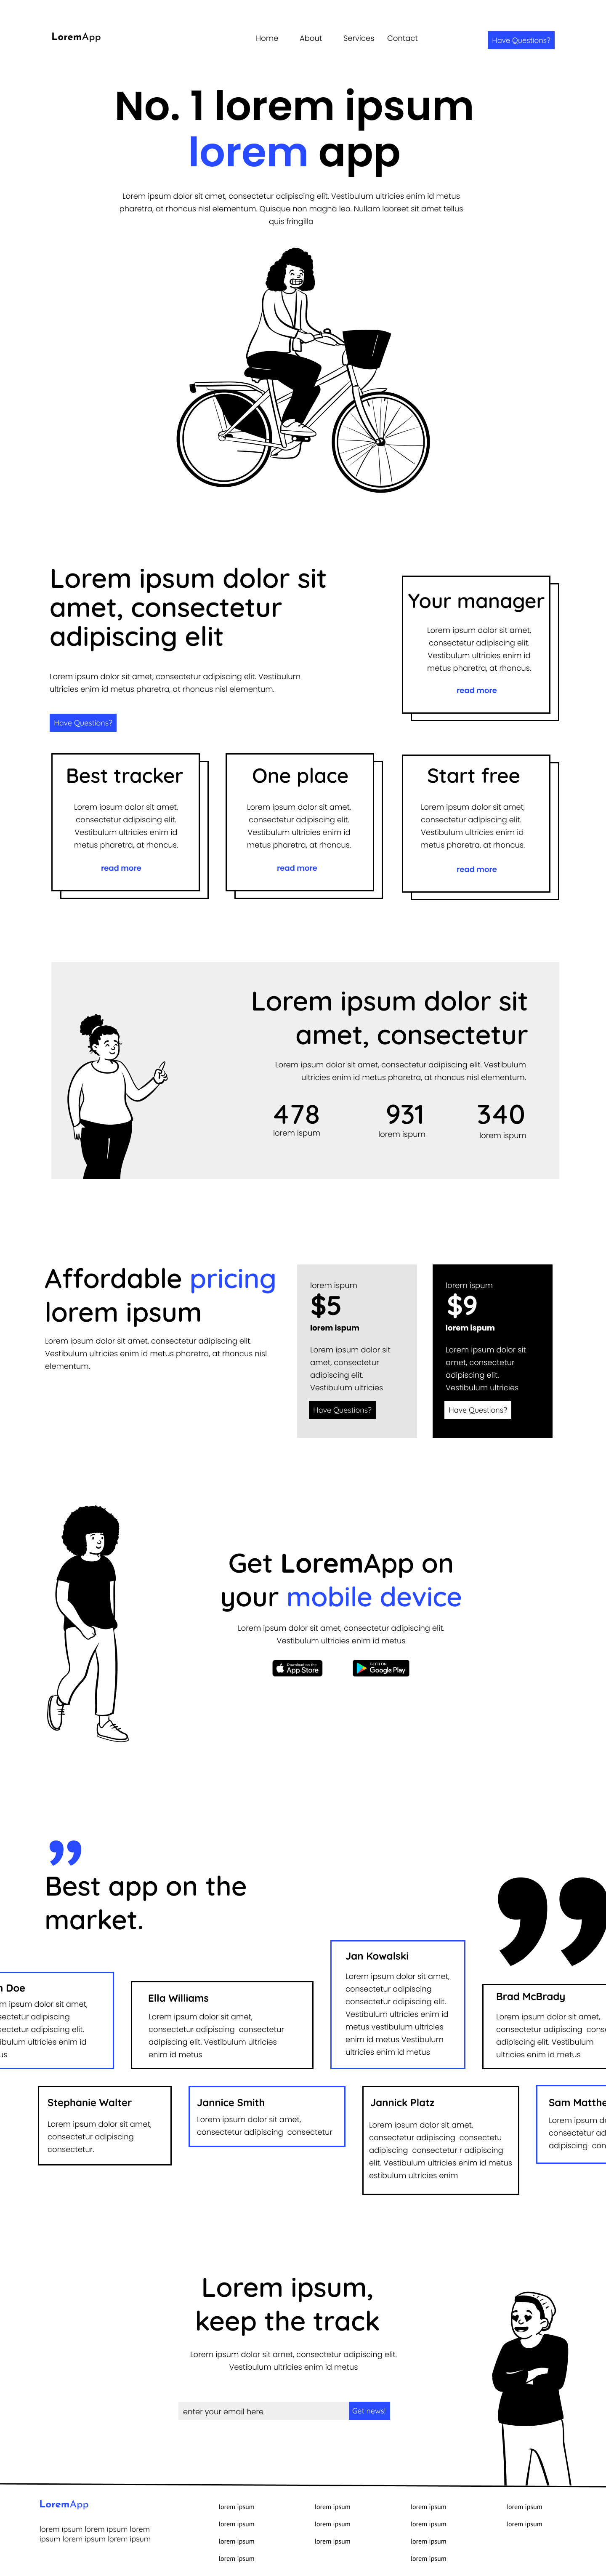 LoremApp
Home About Services Contact
Have Questions?
No. 1 lorem ipsum
lorem app
Lorem ipsum dolor sit amet, consectetur adipiscing elit. Vestibulum ultricies enim id metus
pharetra, at rhoncus nisl elementum. Quisque non magna leo. Nullam laoreet sit amet tellus
quis fringilla
Lorem ipsum dolor sit
amet, consectetur
adipiscing elit
Lorem ipsum dolor sit amet, consectetur adipiscing elit. Vestibulum
ultricies enim id metus pharetra, at rhoncus nisl elementum.
Have Questions?
Your manager
Lorem ipsum dolor sit amet,
consectetur adipiscing elit.
Vestibulum ultricies enim id
metus pharetra, at rhoncus.
read more
Best tracker
Lorem ipsum dolor sit amet,
consectetur adipiscing elit.
Vestibulum ultricies enim id
metus pharetra, at rhoncus.
read more
One place
Lorem ipsum dolor sit amet,
consectetur adipiscing elit.
Vestibulum ultricies enim id
metus pharetra, at rhoncus.
read more
Start free
Lorem ipsum dolor sit amet,
consectetur adipiscing elit.
Vestibulum ultricies enim id
metus pharetra, at rhoncus.
read more
Lorem ipsum dolor sit
amet, consectetur
Lorem ipsum dolor sit amet, consectetur adipiscing elit. Vestibulum
ultricies enim id metus pharetra, at rhoncus nisl elementum.
478
lorem ispum
931
lorem ispum
340
lorem ispum
Affordable pricing
lorem ipsum
Lorem ipsum dolor sit amet, consectetur adipiscing elit.
Vestibulum ultricies enim id metus pharetra, at rhoncus nisl
elementum.
lorem ispum
$5
lorem ispum
Lorem ipsum dolor sit
amet, consectetur
adipiscing elit.
Vestibulum ultricies
Have Questions?
lorem ispum
$9
lorem ispum
Lorem ipsum dolor sit
amet, consectetur
adipiscing elit.
Vestibulum ultricies
Have Questions?
Get LoremApp on
your mobile device
Lorem ipsum dolor sit amet, consectetur adipiscing elit.
Vestibulum ultricies enim id metus
Download on the
App Store
GET IT ON
Google Play
Best app on the
market.
n Doe
m ipsum dolor sit amet,
sectetur adipiscing
sectetur adipiscing elit.
ibulum ultricies enim id
us
Ella Williams
Lorem ipsum dolor sit amet,
consectetur adipiscing consectetur
adipiscing elit. Vestibulum ultricies
enim id metus
Jan Kowalski
Lorem ipsum dolor sit amet,
consectetur adipiscing
consectetur adipiscing elit.
Vestibulum ultricies enim id
metus vestibulum ultricies
enim id metus Vestibulum
ultricies enim id metus
Brad McBrady
Lorem ipsum dolor sit amet,
consectetur adipiscing conse
adipiscing elit. Vestibulum
ultricies enim id metus
Stephanie Walter
Lorem ipsum dolor sit amet,
consectetur adipiscing
consectetur.
Jannice Smith
Lorem ipsum dolor sit amet,
consectetur adipiscing consectetur
Jannick Platz
Lorem ipsum dolor sit amet,
consectetur adipiscing consectetu
adipiscing consectetur r adipiscing
elit. Vestibulum ultricies enim id metus
estibulum ultricies enim
Sam Matthe
Lorem ipsum do
consectetur ad
adipiscing con
Lorem ipsum,
keep the track
Lorem ipsum dolor sit amet, consectetur adipiscing elit.
Vestibulum ultricies enim id metus
enter your email here
Get news!
LoremApp
lorem ipsum lorem ipsum lorem
ipsum lorem ipsum lorem ipsum
lorem ipsum lorem ipsum lorem ipsum lorem ipsum
lorem ipsum lorem ipsum lorem ipsum lorem ipsum
lorem ipsum lorem ipsum lorem ipsum
lorem ipsum lorem ipsum